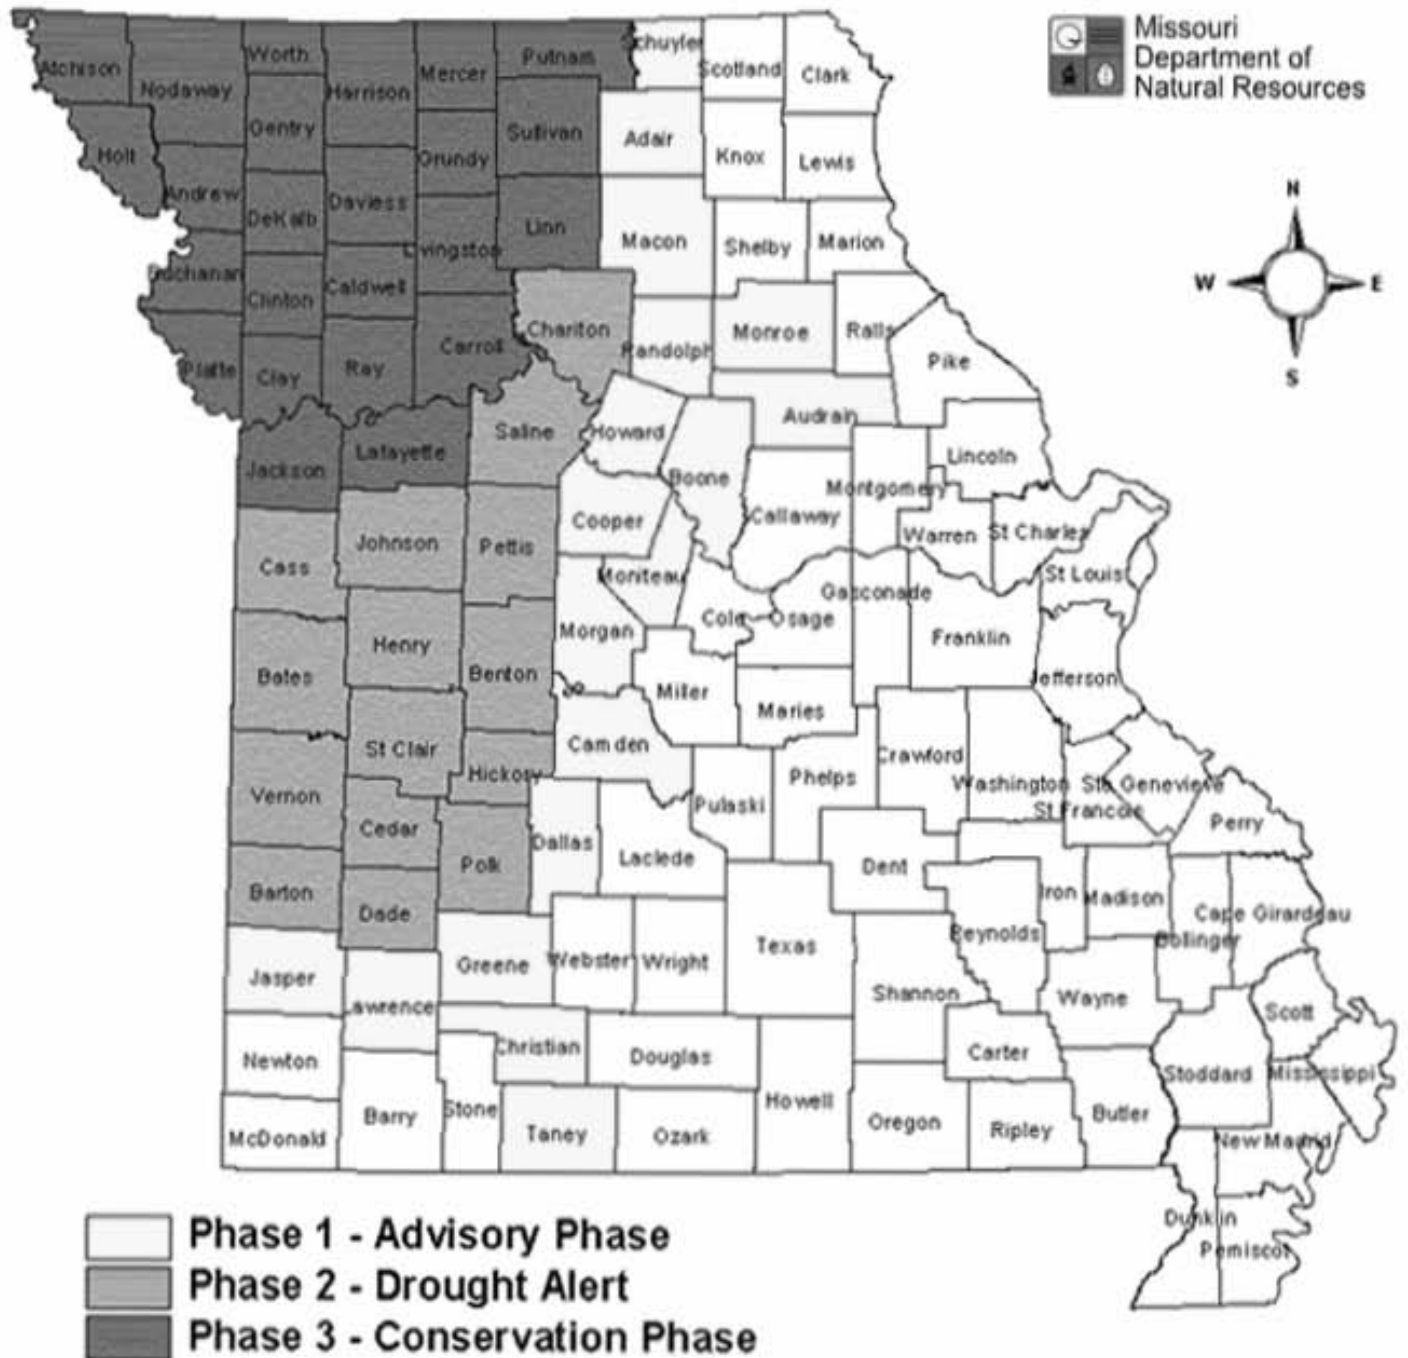 Missouri
Department of
Natural Resources
N
W E
S
Atchison
Nodaway
Worth
Harrison
Mercer
Putnam
Schuyler
Scotland
Clark
Holt
Gentry
Grundy
Sullivan
Adair
Knox
Lewis
Andrew
DeKalb
Daviess
Livingston
Linn
Macon
Shelby
Marion
Buchanan
Clinton
Caldwell
Chariton
Randolph
Monroe
Ralls
Pike
Platte
Clay
Ray
Carroll
Audrain
Jackson
Lafayette
Saline
Howard
Boone
Callaway
Montgomery
Lincoln
Cass
Johnson
Pettis
Cooper
Warren
St Charles
St Louis
Moniteau
Cole
Osage
Gasconade
Franklin
Jefferson
Bates
Henry
Benton
Morgan
Miller
Maries
Vernon
St Clair
Hickory
Camden
Pulaski
Phelps
Crawford
Washington
Ste Genevieve
St Francois
Perry
Barton
Cedar
Polk
Dallas
Laclede
Dent
Iron
Madison
Cape Girardeau
Bollinger
Dade
Jasper
Lawrence
Greene
Webster
Wright
Texas
Shannon
Reynolds
Wayne
Scott
Newton
Christian
Douglas
Carter
Stoddard
Mississippi
McDonald
Barry
Stone
Taney
Ozark
Howell
Oregon
Ripley
Butler
New Madrid
Dunklin
Pemiscot
Phase 1 - Advisory Phase
Phase 2 - Drought Alert
Phase 3 - Conservation Phase